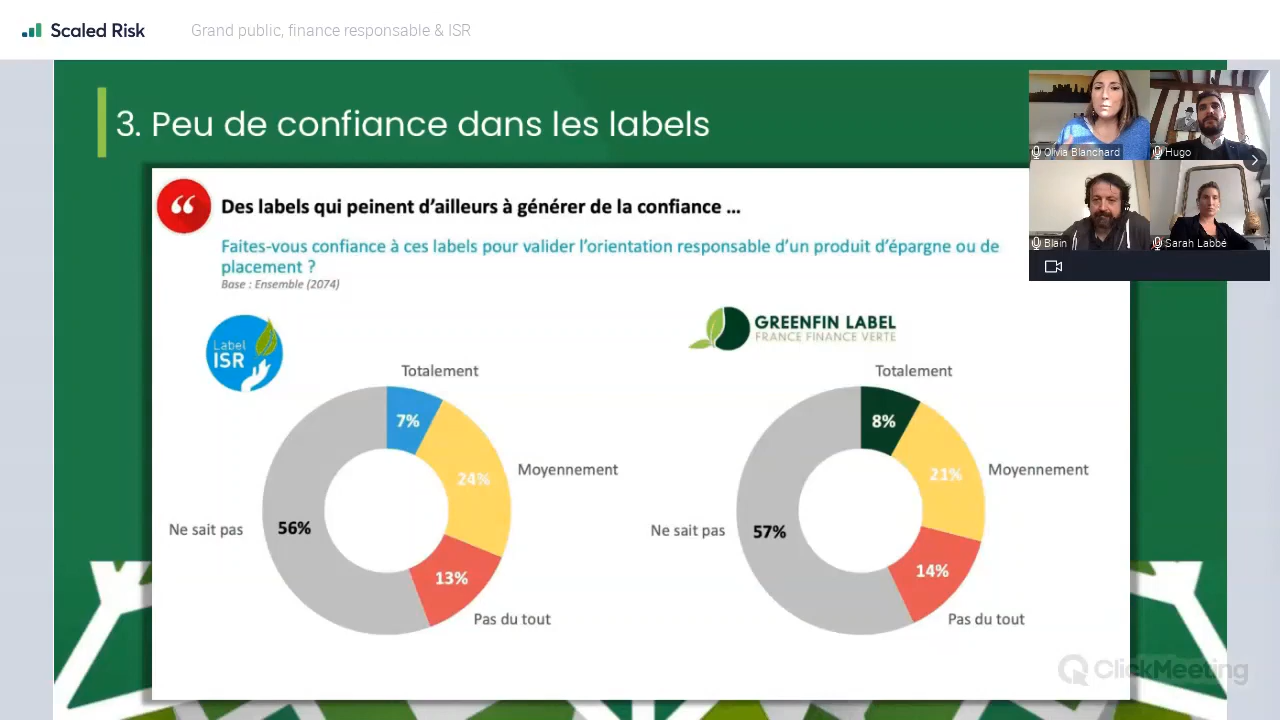 Scaled Risk
Grand public, finance responsable & ISR
3. Peu de confiance dans les labels
Olivia Blanchard
Hugo
Blain
Sarah Labbé
Des labels qui peinent d'ailleurs à générer de la confiance ...
Faites-vous confiance à ces labels pour valider l'orientation responsable d'un produit d'épargne ou de
placement ?
Base : Ensemble (2074)
Label
ISR
GREENFIN LABEL
FRANCE FINANCE VERTE
Totalement
7%
24%
Moyennement
Ne sait pas
56%
13%
Pas du tout
Totalement
8%
21%
Moyennement
Ne sait pas
57%
14%
Pas du tout
ClickMeeting